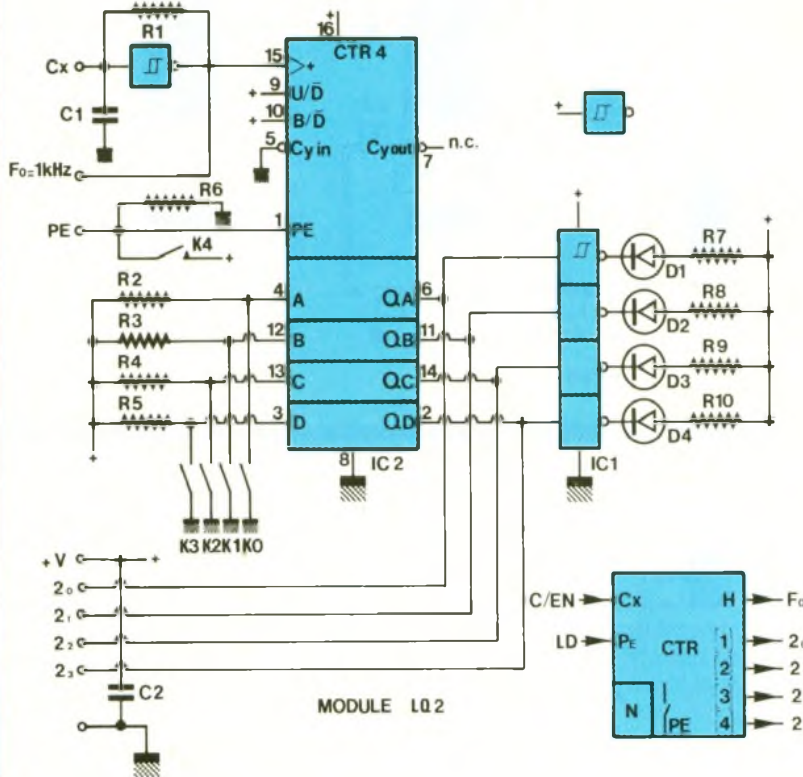 +
16
R1
CTR 4
Cx
15
+
C1
+
9
U/D̅
+
10
B/D̅
5
Cy in
Cy out
n.c.
7
+
Fo=1kHz
R6
PE
1
PE
K4
+
+
+
R2
4
A
QA
6
D1
R7
R3
12
B
QB
11
D2
R8
R4
13
C
QC
14
D3
R9
R5
3
D
QD
2
D4
R10
+
8
IC 2
IC1
K3 K2 K1 K0
+V
+
2₀
2₁
2₂
2₃
C2
MODULE LQ2
C/EN
Cx
H
LD
PE
CTR
1
2
3
4
N
/PE